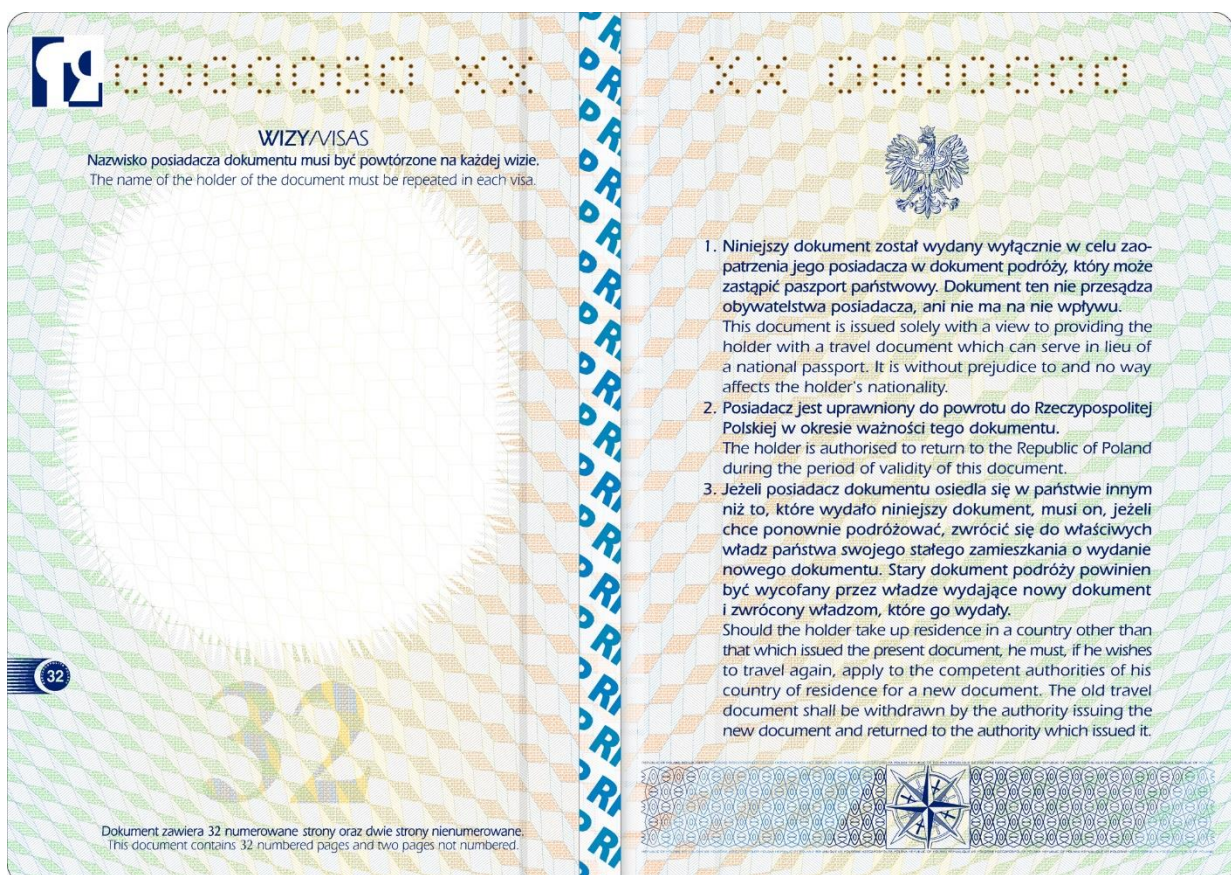 0000000 XX
WIZY/VISAS
Nazwisko posiadacza dokumentu musi być powtórzone na każdej wizie.
The name of the holder of the document must be repeated in each visa.
32
32
Dokument zawiera 32 numerowane strony oraz dwie strony nienumerowane.
This document contains 32 numbered pages and two pages not numbered.
XX 0000000
1. Niniejszy dokument został wydany wyłącznie w celu zao-
patrzenia jego posiadacza w dokument podróży, który może
zastąpić paszport państwowy. Dokument ten nie przesądza
obywatelstwa posiadacza, ani nie ma na nie wpływu.
This document is issued solely with a view to providing the
holder with a travel document which can serve in lieu of
a national passport. It is without prejudice to and no way
affects the holder's nationality.
2. Posiadacz jest uprawniony do powrotu do Rzeczypospolitej
Polskiej w okresie ważności tego dokumentu.
The holder is authorised to return to the Republic of Poland
during the period of validity of this document.
3. Jeżeli posiadacz dokumentu osiedla się w państwie innym
niż to, które wydało niniejszy dokument, musi on, jeżeli
chce ponownie podróżować, zwrócić się do właściwych
władz państwa swojego stałego zamieszkania o wydanie
nowego dokumentu. Stary dokument podróży powinien
być wycofany przez władze wydające nowy dokument
i zwrócony władzom, które go wydały.
Should the holder take up residence in a country other than
that which issued the present document, he must, if he wishes
to travel again, apply to the competent authorities of his
country of residence for a new document. The old travel
document shall be withdrawn by the authority issuing the
new document and returned to the authority which issued it.